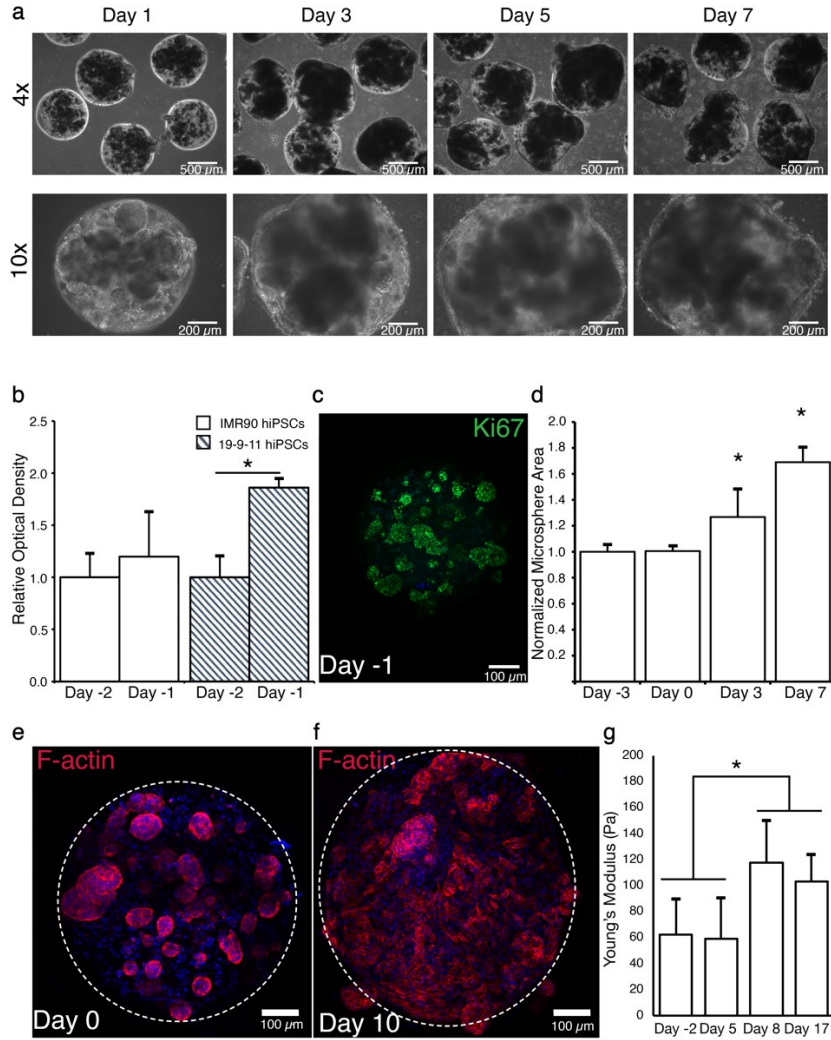 a
Day 1
Day 3
Day 5
Day 7
4x
500 µm
500 µm
500 µm
500 µm
10x
200 µm
200 µm
200 µm
200 µm
b
Relative Optical Density
2.5
2.0
1.5
1.0
0.5
0.0
IMR90 hiPSCs
19-9-11 hiPSCs
*
Day -2
Day -1
Day -2
Day -1
c
Ki67
Day -1
100 µm
d
Normalized Microsphere Area
2.0
1.8
1.6
1.4
1.2
1.0
0.8
0.6
0.4
0.2
*
*
Day -3
Day 0
Day 3
Day 7
e
F-actin
Day 0
100 µm
f
F-actin
Day 10
100 µm
g
Young's Modulus (Pa)
200
180
160
140
120
100
80
60
40
20
0
*
Day -2
Day 5
Day 8
Day 17